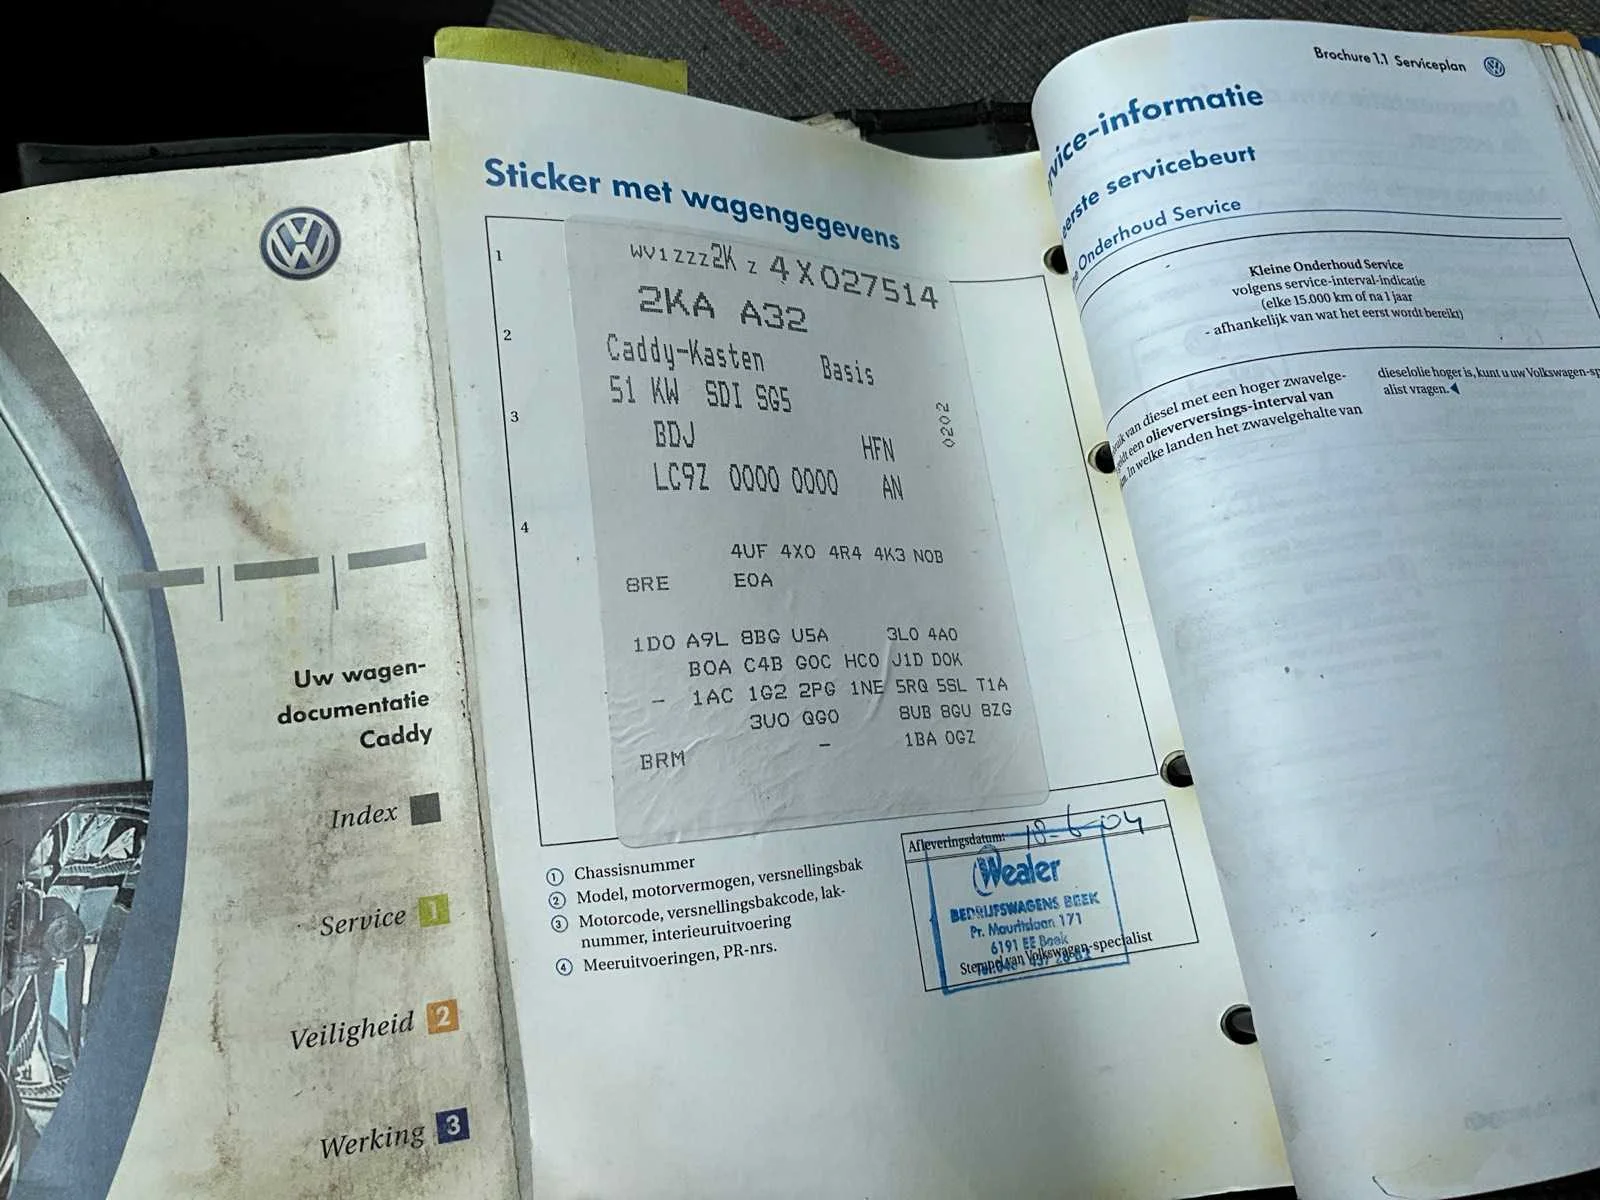 Uw wagen-
documentatie
Caddy
Index
Service 1
Veiligheid 2
Werking 3
Sticker met wagengegevens
1
WV1ZZZ2K Z 4X027514
2KA A32
2
Caddy-Kasten Basis
51 KW SDI SG5
3
BDJ HFN
0202
LC9Z 0000 0000 AN
4
4UF 4X0 4R4 4K3 N0B
8RE E0A
1D0 A9L 8BG U5A 3L0 4A0
B0A C4B G0C HC0 J1D D0K
- 1AC 1G2 2PG 1NE 5RQ 5SL T1A
3U0 QG0 8UB 8GU 8ZG
- 1BA 0GZ
BRM
1 Chassisnummer
2 Model, motorvermogen, versnellingsbak
3 Motorcode, versnellingsbakcode, lak-
nummer, interieuruitvoering
4 Meeruitvoeringen, PR-nrs.
Afleveringsdatum: 18-6-04
Wealer
BEDRIJFSWAGENS BEEK
Pr. Mauritslaan 171
6191 EE Beek
Stempel van Volkswagen-specialist
Brochure 1.1 Serviceplan
vice-informatie
eerste servicebeurt
e Onderhoud Service
Kleine Onderhoud Service
volgens service-interval-indicatie
(elke 15.000 km of na 1 jaar
- afhankelijk van wat het eerst wordt bereikt)
van diesel met een hoger zwavelge-
een olieverversings-interval van
In welke landen het zwavelgehalte van
dieselolie hoger is, kunt u uw Volkswagen-sp
alist vragen.